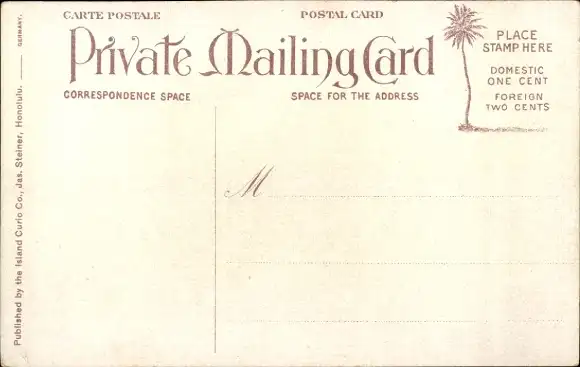 CARTE POSTALE
POSTAL CARD
Private Mailing Card
CORRESPONDENCE SPACE
SPACE FOR THE ADDRESS
PLACE
STAMP HERE
DOMESTIC
ONE CENT
FOREIGN
TWO CENTS
M
Published by the Island Curio Co., Jas. Steiner, Honolulu. ____ GERMANY.